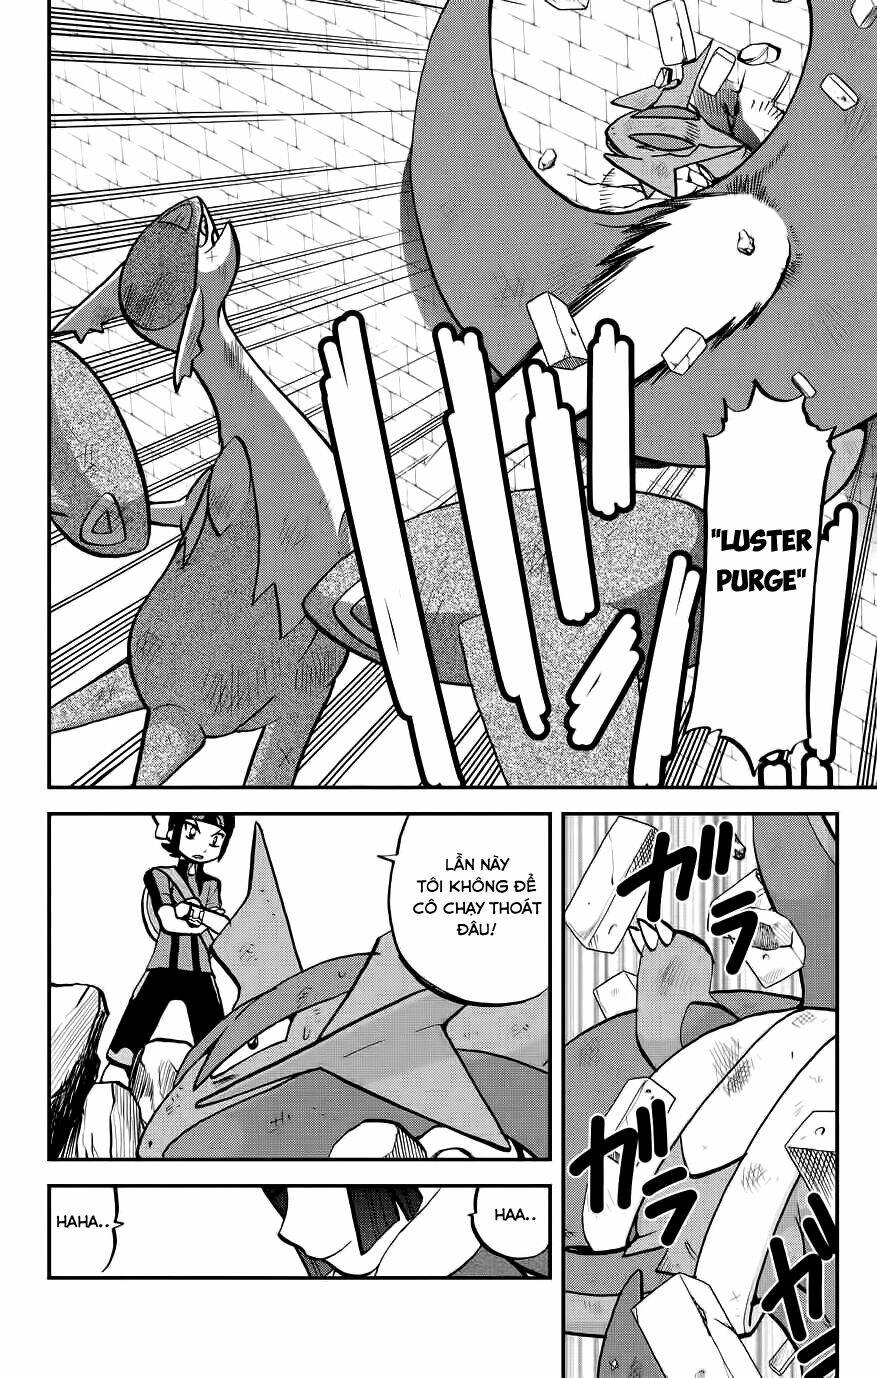 "LUSTER
PURGE"
ガラ
ガラ
LẦN NÀY
TÔI KHÔNG ĐỂ
CÔ CHẠY THOÁT
ĐÂU!
HAA..
HAHA..